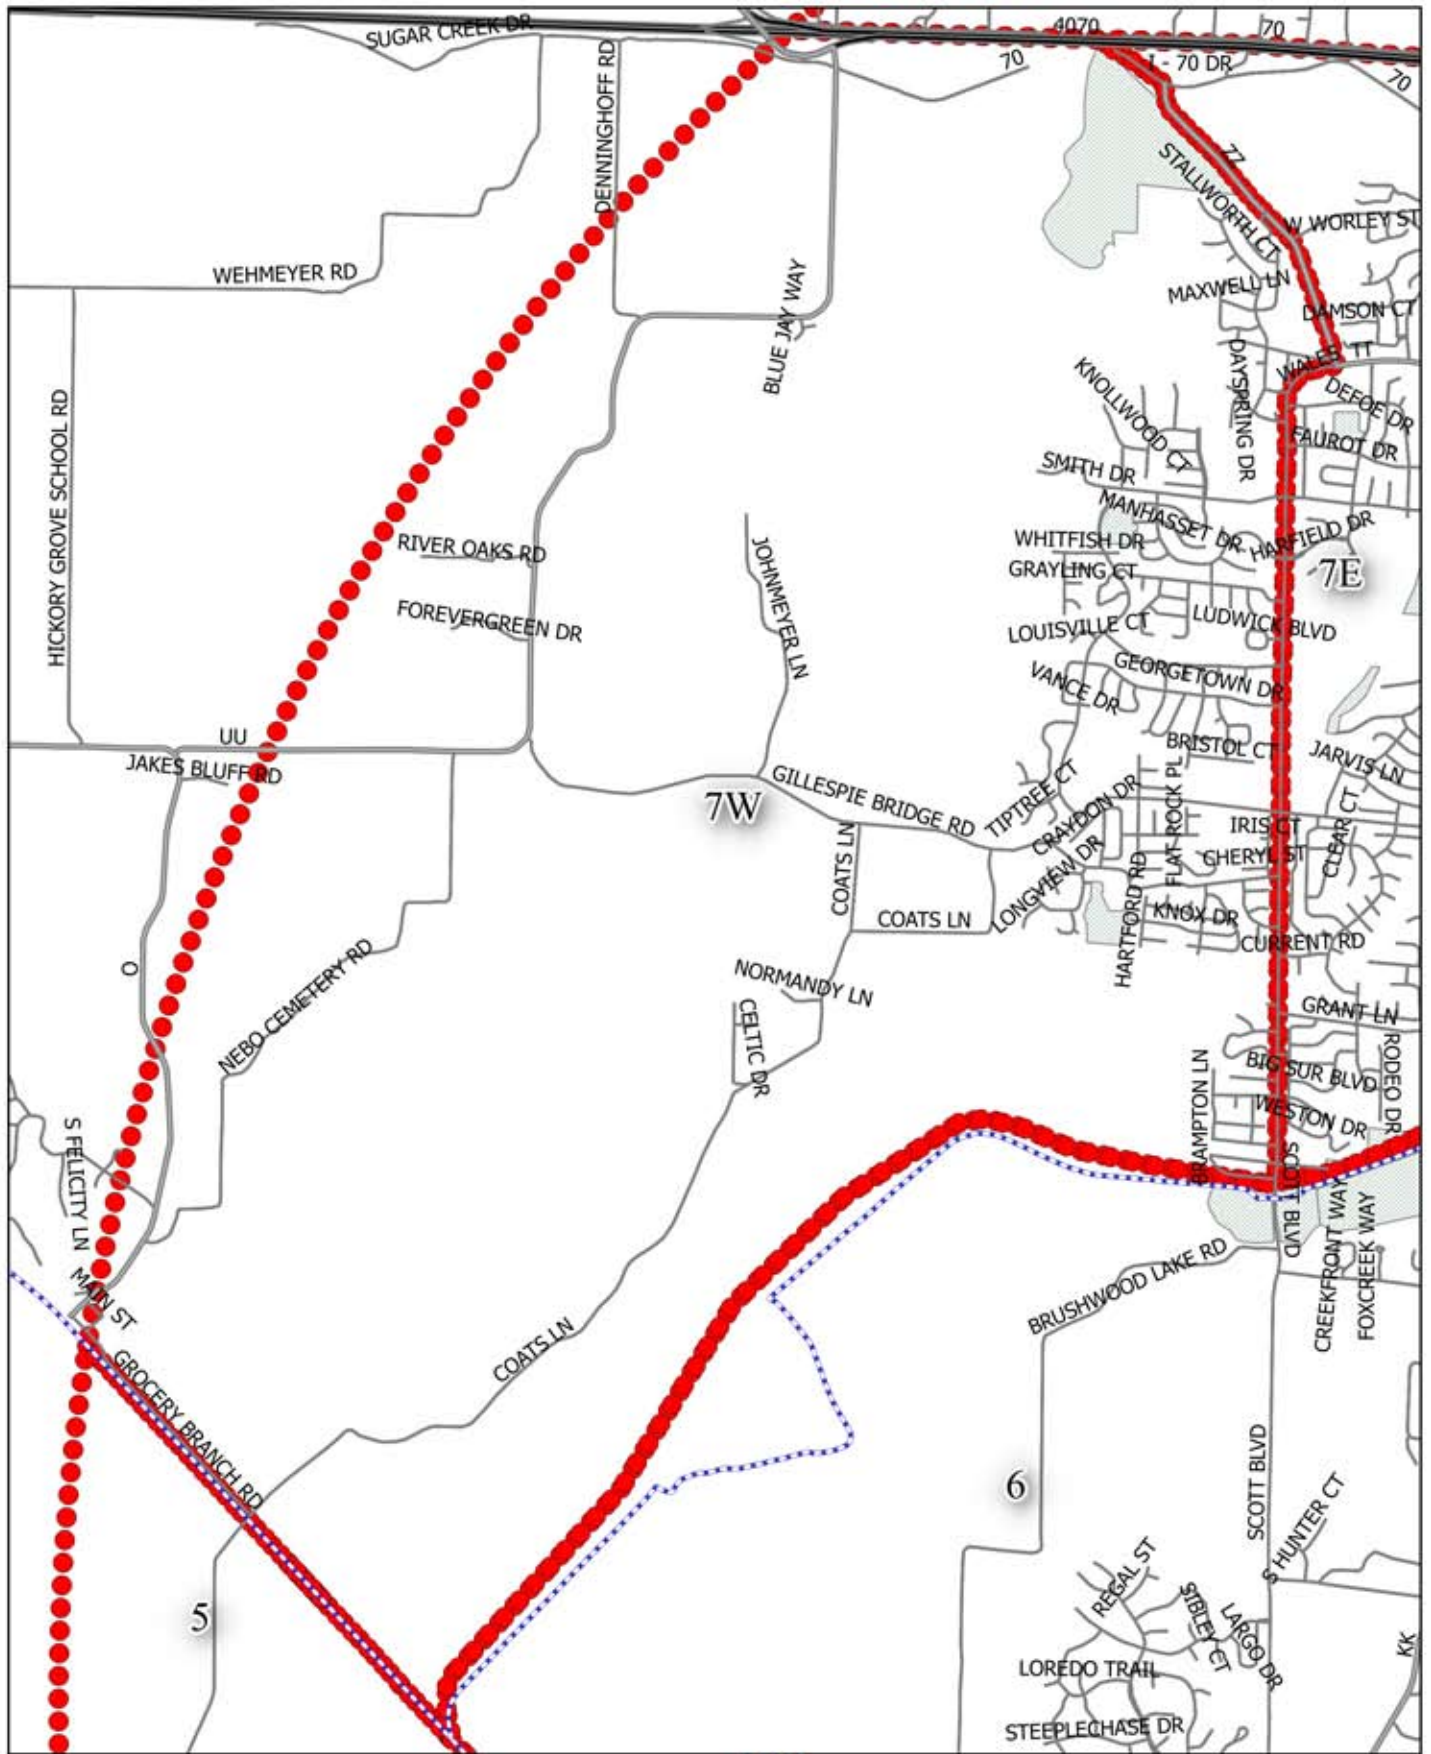 SUGAR CREEK DR
4070
70
70
I - 70 DR
70
DENNINGHOFF RD
ZZ
STALLWORTH CT
W WORLEY ST
WEHMEYER RD
MAXWELL LN
DAMSON CT
BLUE JAY WAY
WALES
TT
DAYSPRING DR
DEFOE DR
KNOLLWOOD CT
FAUROT DR
HICKORY GROVE SCHOOL RD
SMITH DR
MANHASSET DR
HARFIELD DR
WHITFISH DR
RIVER OAKS RD
JOHNMEYER LN
GRAYLING CT
7E
FOREVERGREEN DR
LOUISVILLE CT
LUDWICK BLVD
GEORGETOWN DR
VANCE DR
UU
BRISTOL CT
JARVIS LN
JAKES BLUFF RD
7W
GILLESPIE BRIDGE RD
TIPTREE CT
CRAYDON DR
FLAT ROCK PL
IRIS CT
CLEAR CT
CHERYL ST
COATS LN
LONGVIEW DR
HARTFORD RD
COATS LN
KNOX DR
CURRENT RD
O
NEBO CEMETERY RD
NORMANDY LN
CELTIC DR
GRANT LN
RODEO DR
BIG SUR BLVD
BRAMPTON LN
WESTON DR
S FELICITY LN
SCOTT BLVD
CREEKFRONT WAY
FOXCREEK WAY
BRUSHWOOD LAKE RD
MAIN ST
COATS LN
GROCERY BRANCH RD
SCOTT BLVD
6
S HUNTER CT
REGAL ST
5
SIBLEY CT
LARGO DR
KK
LOREDO TRAIL
STEEPLECHASE DR